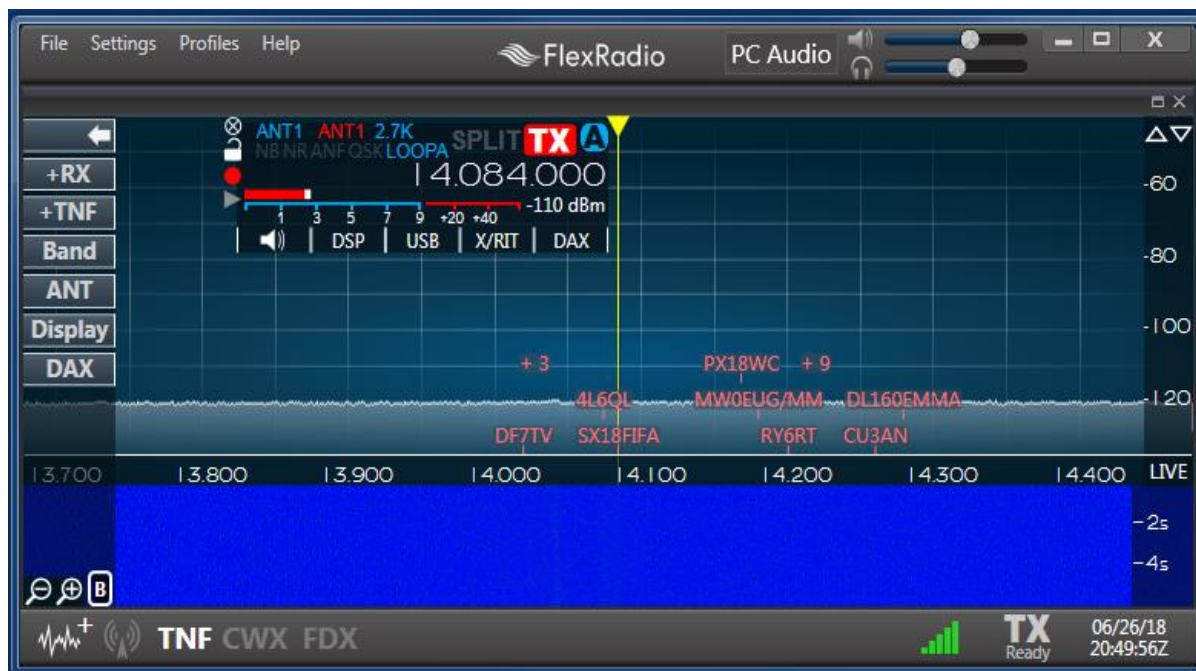 File Settings Profiles Help FlexRadio PC Audio X
ANT1 ANT1 2.7K SPLIT TX A
NB NR ANF QSK LOOPA
14.084.000
-110 dBm
1 3 5 7 9 +20 +40
DSP USB X/RIT DAX
+RX
+TNF
Band
ANT
Display
DAX
-60
-80
-100
-120
+ 3 PX18WC + 9
4L6QL MW0EUG/MM DL160EMMA
DF7TV SX18FIFA RY6RT CU3AN
13.700 13.800 13.900 14.000 14.100 14.200 14.300 14.400 LIVE
-2s
-4s
B
TNF CWX FDX TX 06/26/18
Ready 20:49:56Z